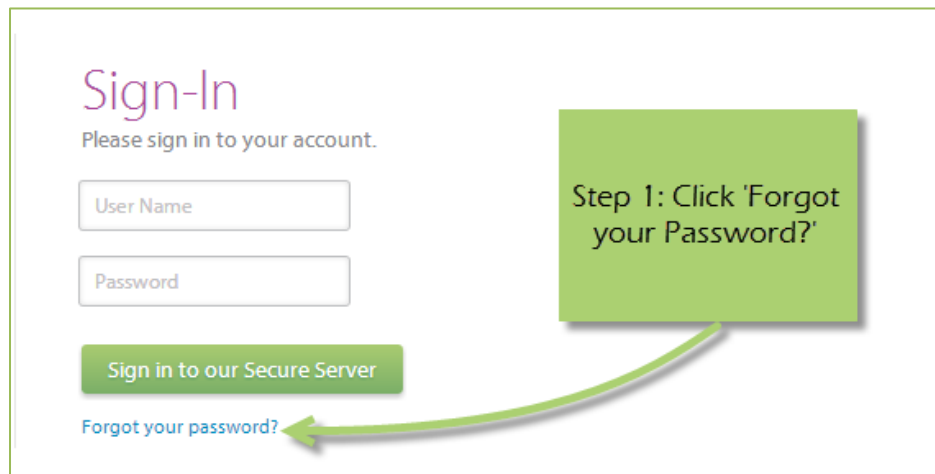 Sign-In
Please sign in to your account.
User Name
Password
Sign in to our Secure Server
Forgot your password?
Step 1: Click 'Forgot
your Password?'